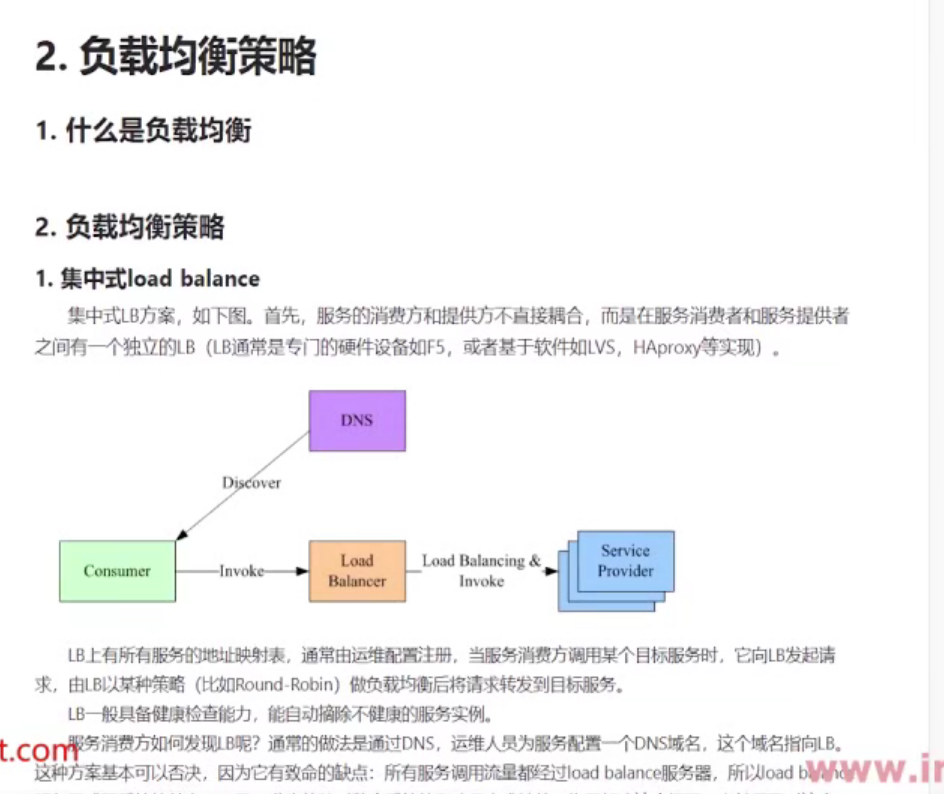 2. 负载均衡策略
1. 什么是负载均衡
2. 负载均衡策略
1. 集中式load balance
集中式LB方案，如下图。首先，服务的消费方和提供方不直接耦合，而是在服务消费者和服务提供者
之间有一个独立的LB（LB通常是专门的硬件设备如F5，或者基于软件如LVS，HAproxy等实现）。
DNS
Discover
Consumer
Invoke
Load
Balancer
Load Balancing &
Invoke
Service
Provider
LB上有所有服务的地址映射表，通常由运维配置注册，当服务消费方调用某个目标服务时，它向LB发起请
求，由LB以某种策略（比如Round-Robin）做负载均衡后将请求转发到目标服务。
LB一般具备健康检查能力，能自动摘除不健康的服务实例。
服务消费方如何发现LB呢？通常的做法是通过DNS，运维人员为服务配置一个DNS域名，这个域名指向LB。
t.com
这种方案基本可以否决，因为它有致命的缺点：所有服务调用流量都经过load balance服务器，所以load
www.i